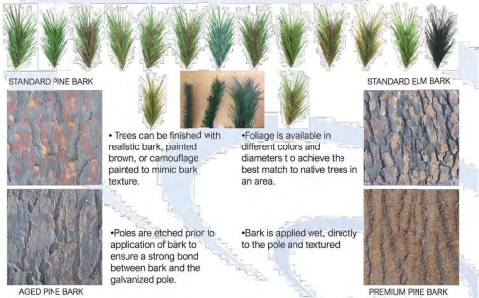 STANDARD PINE BARK
STANDARD ELM BARK
• Trees can be finished with
realistic bark, painted
brown, or camouflage
painted to mimic bark
texture.
•Foliage is available in
different colors and
diameters t o achieve the
best match to native trees in
an area.
•Poles are etched prior to
application of bark to
ensure a strong bond
between bark and the
galvanized pole.
•Bark is applied wet, directly
to the pole and textured
AGED PINE BARK
PREMIUM PINE BARK